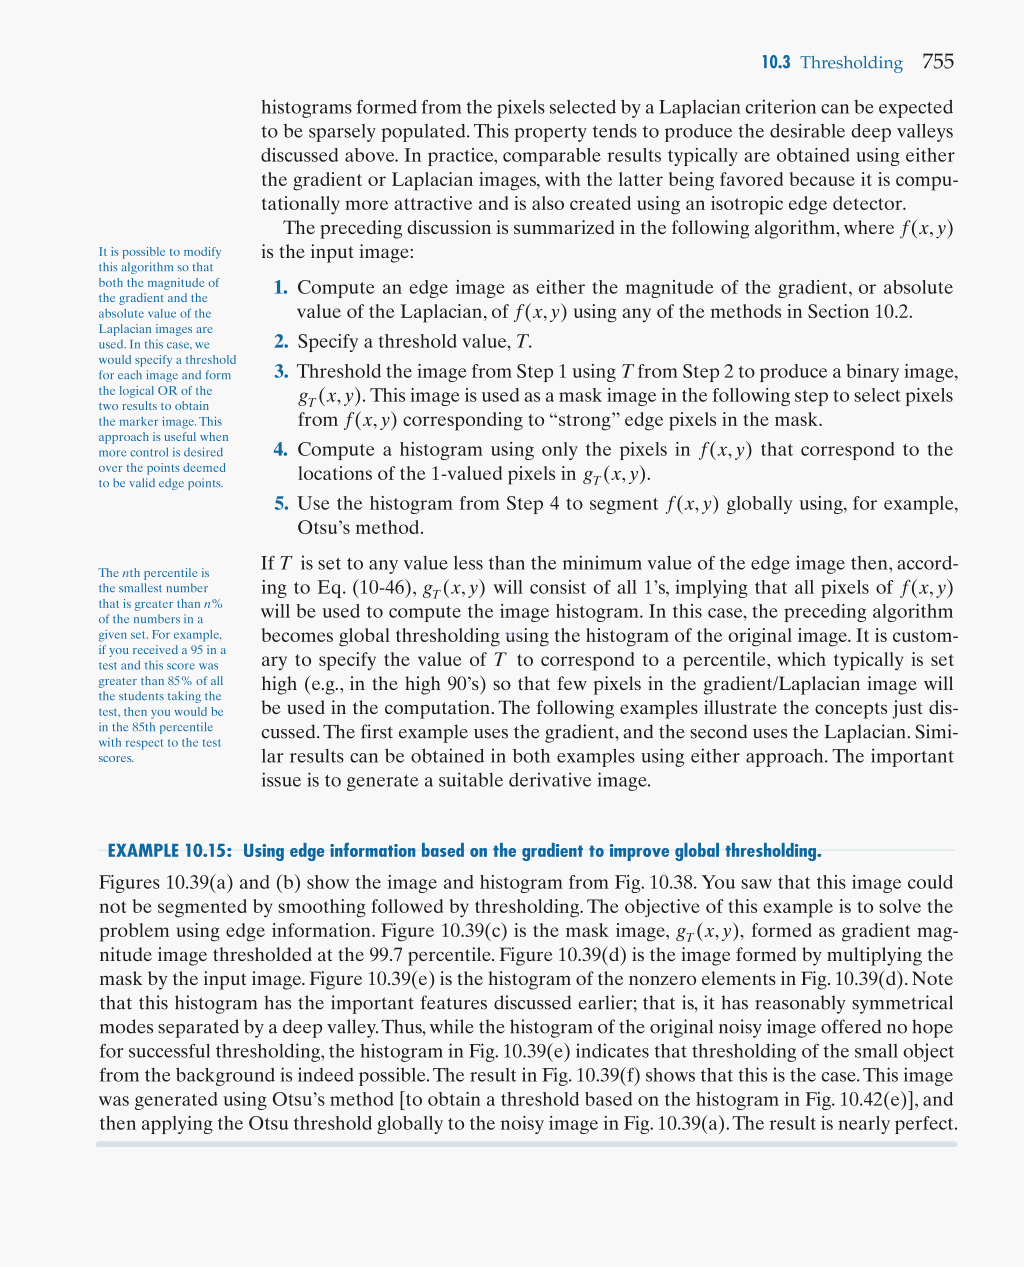 10.3 Thresholding 755
histograms formed from the pixels selected by a Laplacian criterion can be expected
to be sparsely populated. This property tends to produce the desirable deep valleys
discussed above. In practice, comparable results typically are obtained using either
the gradient or Laplacian images, with the latter being favored because it is compu-
tationally more attractive and is also created using an isotropic edge detector.
The preceding discussion is summarized in the following algorithm, where f(x, y)
is the input image:
It is possible to modify
this algorithm so that
both the magnitude of
the gradient and the
absolute value of the
Laplacian images are
used. In this case, we
would specify a threshold
for each image and form
the logical OR of the
two results to obtain
the marker image. This
approach is useful when
more control is desired
over the points deemed
to be valid edge points.
1. Compute an edge image as either the magnitude of the gradient, or absolute
value of the Laplacian, of f(x, y) using any of the methods in Section 10.2.
2. Specify a threshold value, T.
3. Threshold the image from Step 1 using T from Step 2 to produce a binary image,
g_T(x, y). This image is used as a mask image in the following step to select pixels
from f(x, y) corresponding to “strong” edge pixels in the mask.
4. Compute a histogram using only the pixels in f(x, y) that correspond to the
locations of the 1-valued pixels in g_T(x, y).
5. Use the histogram from Step 4 to segment f(x, y) globally using, for example,
Otsu’s method.
The nth percentile is
the smallest number
that is greater than n%
of the numbers in a
given set. For example,
if you received a 95 in a
test and this score was
greater than 85% of all
the students taking the
test, then you would be
in the 85th percentile
with respect to the test
scores.
If T is set to any value less than the minimum value of the edge image then, accord-
ing to Eq. (10-46), g_T(x, y) will consist of all 1’s, implying that all pixels of f(x, y)
will be used to compute the image histogram. In this case, the preceding algorithm
becomes global thresholding using the histogram of the original image. It is custom-
ary to specify the value of T to correspond to a percentile, which typically is set
high (e.g., in the high 90’s) so that few pixels in the gradient/Laplacian image will
be used in the computation. The following examples illustrate the concepts just dis-
cussed. The first example uses the gradient, and the second uses the Laplacian. Simi-
lar results can be obtained in both examples using either approach. The important
issue is to generate a suitable derivative image.
EXAMPLE 10.15: Using edge information based on the gradient to improve global thresholding.
Figures 10.39(a) and (b) show the image and histogram from Fig. 10.38. You saw that this image could
not be segmented by smoothing followed by thresholding. The objective of this example is to solve the
problem using edge information. Figure 10.39(c) is the mask image, g_T(x, y), formed as gradient mag-
nitude image thresholded at the 99.7 percentile. Figure 10.39(d) is the image formed by multiplying the
mask by the input image. Figure 10.39(e) is the histogram of the nonzero elements in Fig. 10.39(d). Note
that this histogram has the important features discussed earlier; that is, it has reasonably symmetrical
modes separated by a deep valley. Thus, while the histogram of the original noisy image offered no hope
for successful thresholding, the histogram in Fig. 10.39(e) indicates that thresholding of the small object
from the background is indeed possible. The result in Fig. 10.39(f) shows that this is the case. This image
was generated using Otsu’s method [to obtain a threshold based on the histogram in Fig. 10.42(e)], and
then applying the Otsu threshold globally to the noisy image in Fig. 10.39(a). The result is nearly perfect.